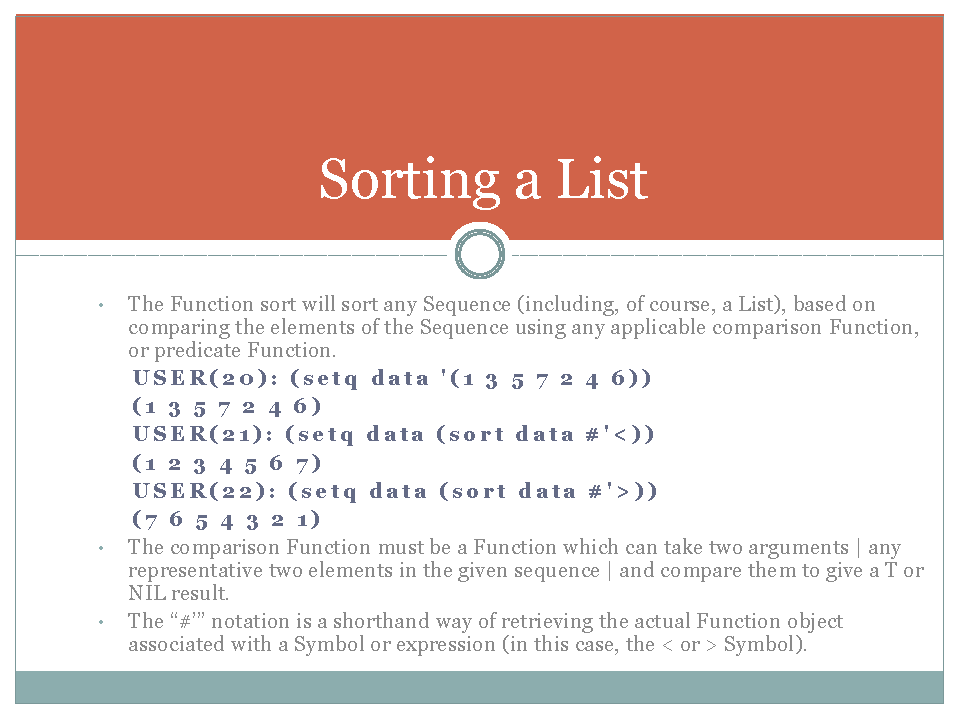 Sorting a List
• The Function sort will sort any Sequence (including, of course, a List), based on
comparing the elements of the Sequence using any applicable comparison Function,
or predicate Function.
USER(20): (setq data '(1 3 5 7 2 4 6))
(1 3 5 7 2 4 6)
USER(21): (setq data (sort data #'<))
(1 2 3 4 5 6 7)
USER(22): (setq data (sort data #'>))
(7 6 5 4 3 2 1)
• The comparison Function must be a Function which can take two arguments | any
representative two elements in the given sequence | and compare them to give a T or
NIL result.
• The “#’” notation is a shorthand way of retrieving the actual Function object
associated with a Symbol or expression (in this case, the < or > Symbol).